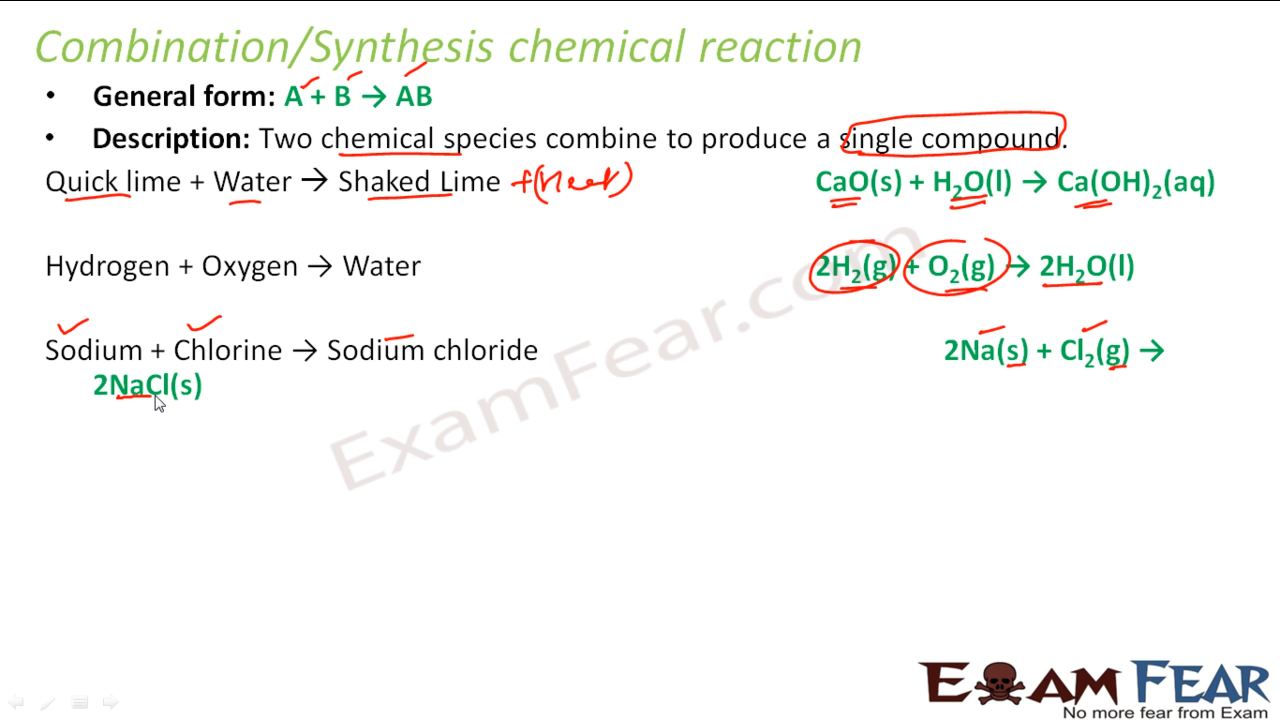 Combination/Synthesis chemical reaction
• General form: A + B → AB
• Description: Two chemical species combine to produce a single compound.
Quick lime + Water → Shaked Lime +(Heat) CaO(s) + H₂O(l) → Ca(OH)₂(aq)
Hydrogen + Oxygen → Water 2H₂(g) + O₂(g) → 2H₂O(l)
Sodium + Chlorine → Sodium chloride 2Na(s) + Cl₂(g) →
2NaCl(s)
ExamFear.com
EXAM FEAR
No more fear from Exam